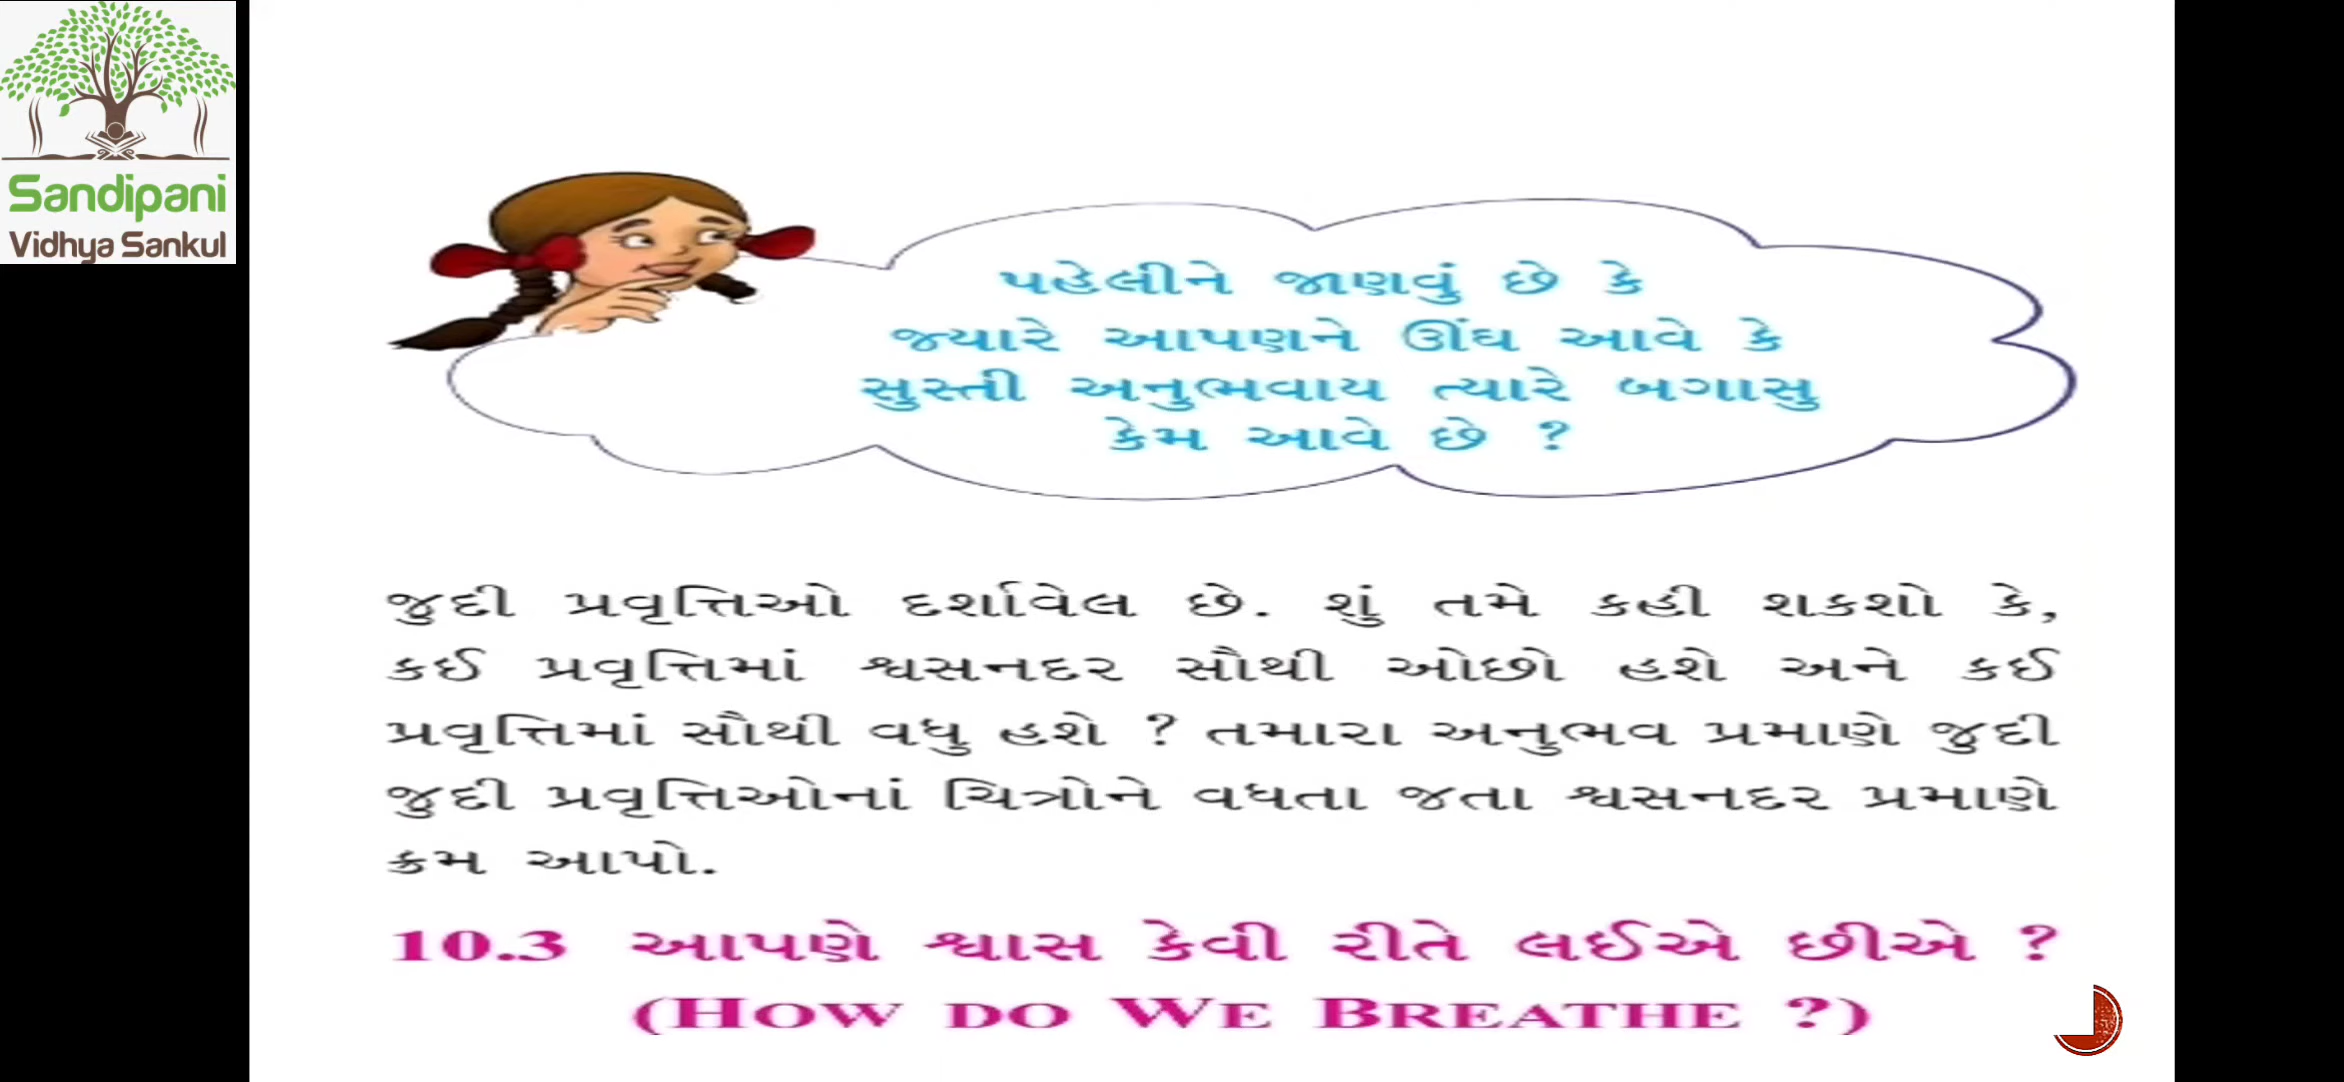 Sandipani
Vidhya Sankul
પહેલીને જાણવું છે કે
જ્યારે આપણને ઊંઘ આવે કે
સુસ્તી અનુભવાય ત્યારે બગાસુ
કેમ આવે છે ?
જુદી પ્રવૃત્તિઓ દર્શાવેલ છે. શું તમે કહી શકશો કે,
કઈ પ્રવૃત્તિમાં શ્વસનદર સૌથી ઓછો હશે અને કઈ
પ્રવૃત્તિમાં સૌથી વધુ હશે ? તમારા અનુભવ પ્રમાણે જુદી
જુદી પ્રવૃત્તિઓનાં ચિત્રોને વધતા જતા શ્વસનદર પ્રમાણે
ક્રમ આપો.
10.3 આપણે શ્વાસ કેવી રીતે લઈએ છીએ ?
(HOW DO WE BREATHE ?)